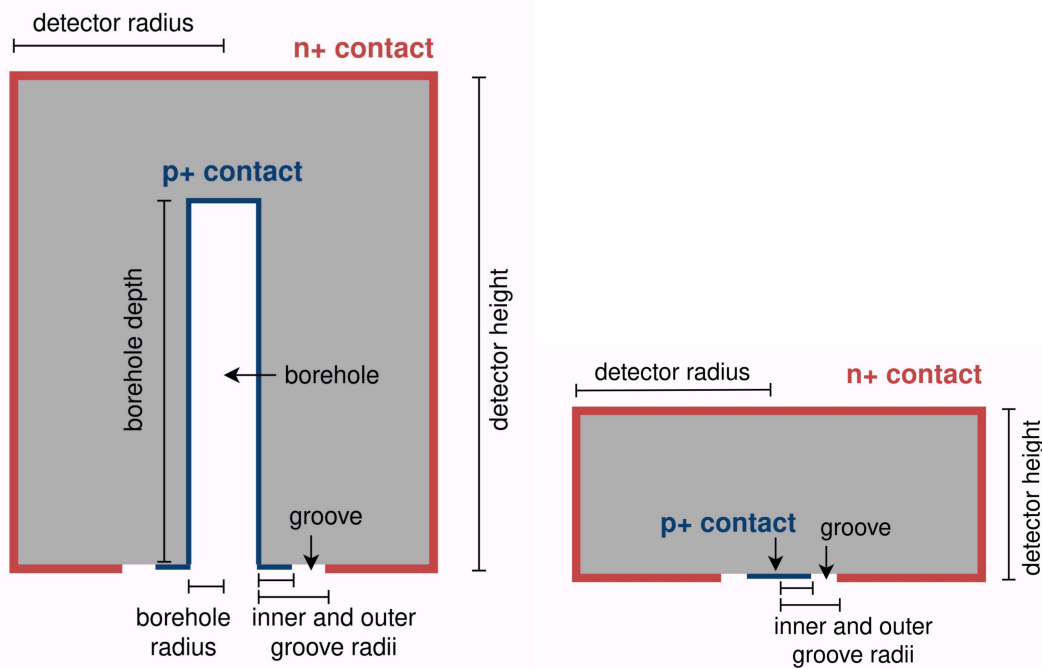 detector radius
n+ contact
p+ contact
borehole depth
borehole
detector height
groove
borehole
radius
inner and outer
groove radii
detector radius
n+ contact
p+ contact
groove
detector height
inner and outer
groove radii